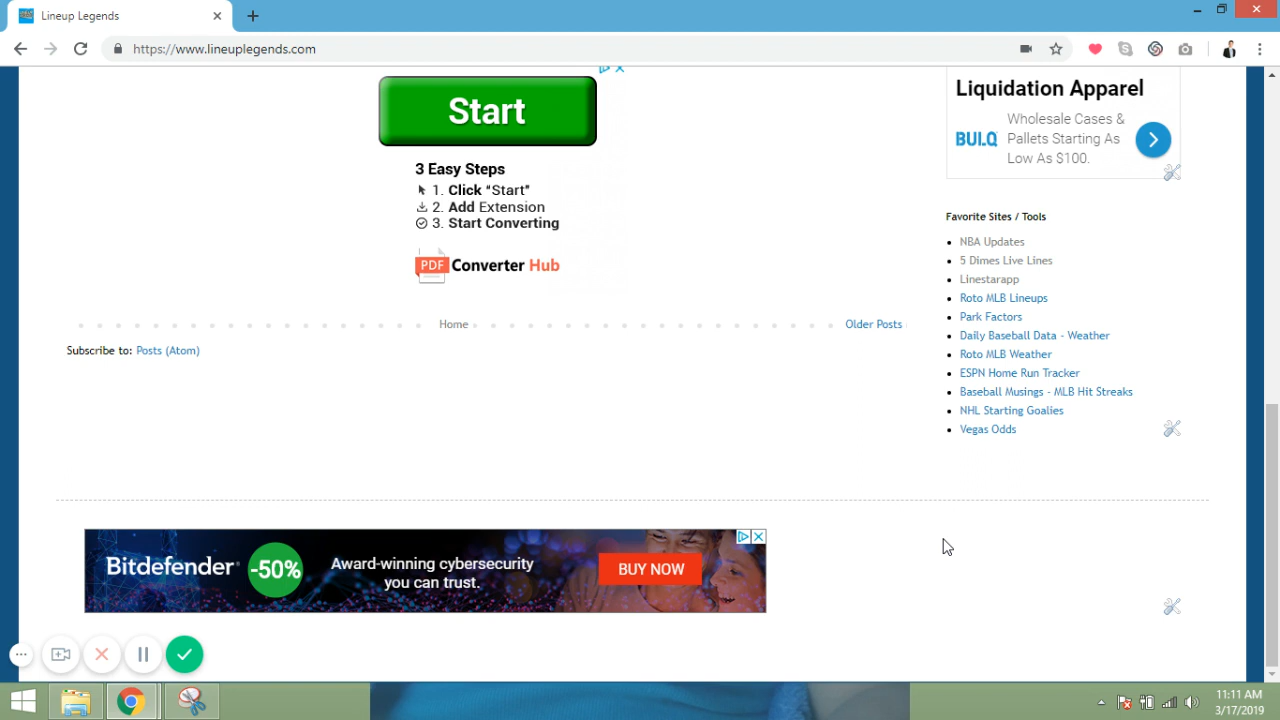 Lineup Legends
https://www.lineuplegends.com
Start
3 Easy Steps
1. Click "Start"
2. Add Extension
3. Start Converting
PDF Converter Hub
Home
Older Posts
Subscribe to: Posts (Atom)
Liquidation Apparel
BULQ
Wholesale Cases &
Pallets Starting As
Low As $100.
Favorite Sites / Tools
NBA Updates
5 Dimes Live Lines
Linestarapp
Roto MLB Lineups
Park Factors
Daily Baseball Data - Weather
Roto MLB Weather
ESPN Home Run Tracker
Baseball Musings - MLB Hit Streaks
NHL Starting Goalies
Vegas Odds
Bitdefender
-50%
Award-winning cybersecurity
you can trust.
BUY NOW
11:11 AM
3/17/2019